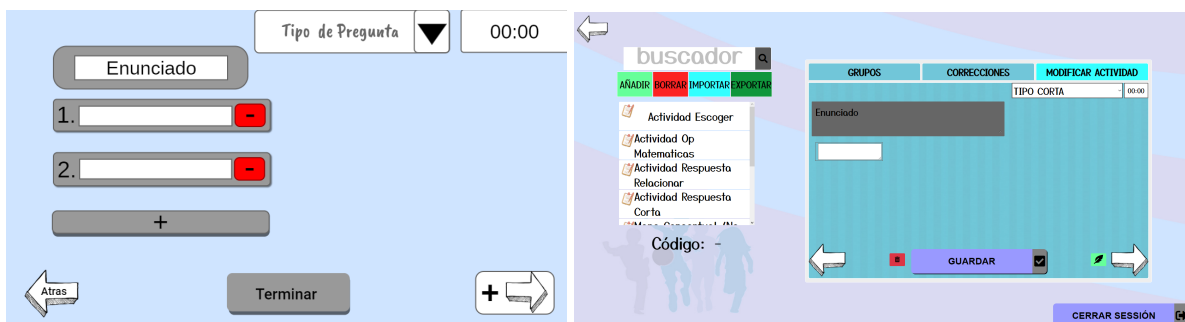 Tipo de Pregunta
00:00
Enunciado
1.
-
2.
-
+
Atras
Terminar
+
buscador
AÑADIR BORRAR IMPORTAR EXPORTAR
Actividad Escoger
Actividad Op
Matematicas
Actividad Respuesta
Relacionar
Actividad Respuesta
Corta
Código: -
GRUPOS CORRECCIONES MODIFICAR ACTIVIDAD
TIPO CORTA
00:00
Enunciado
GUARDAR
CERRAR SESSIÓN